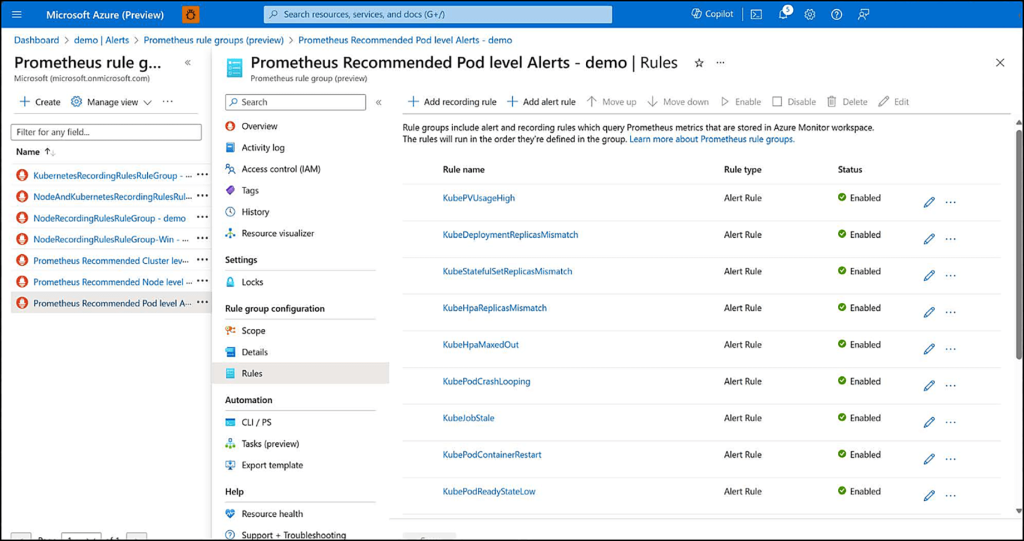 Microsoft Azure (Preview)
Search resources, services, and docs (G+/)
Copilot
5
Dashboard > demo | Alerts > Prometheus rule groups (preview) > Prometheus Recommended Pod level Alerts - demo
Prometheus rule g...
Microsoft (microsoft.onmicrosoft.com)
Create
Manage view
Filter for any field...
Name
KubernetesRecordingRulesRuleGroup - ...
NodeAndKubernetesRecordingRulesRul...
NodeRecordingRulesRuleGroup - demo
NodeRecordingRulesRuleGroup-Win - ...
Prometheus Recommended Cluster lev...
Prometheus Recommended Node level ...
Prometheus Recommended Pod level A...
Prometheus Recommended Pod level Alerts - demo | Rules
Prometheus rule group (preview)
Search
Overview
Activity log
Access control (IAM)
Tags
History
Resource visualizer
Settings
Locks
Rule group configuration
Scope
Details
Rules
Automation
CLI / PS
Tasks (preview)
Export template
Help
Resource health
Support + Troubleshooting
Add recording rule
Add alert rule
Move up
Move down
Enable
Disable
Delete
Edit
Rule groups include alert and recording rules which query Prometheus metrics that are stored in Azure Monitor workspace.
The rules will run in the order they're defined in the group. Learn more about Prometheus rule groups.
Rule name Rule type Status
KubePVUsageHigh Alert Rule Enabled
KubeDeploymentReplicasMismatch Alert Rule Enabled
KubeStatefulSetReplicasMismatch Alert Rule Enabled
KubeHpaReplicasMismatch Alert Rule Enabled
KubeHpaMaxedOut Alert Rule Enabled
KubePodCrashLooping Alert Rule Enabled
KubeJobStale Alert Rule Enabled
KubePodContainerRestart Alert Rule Enabled
KubePodReadyStateLow Alert Rule Enabled